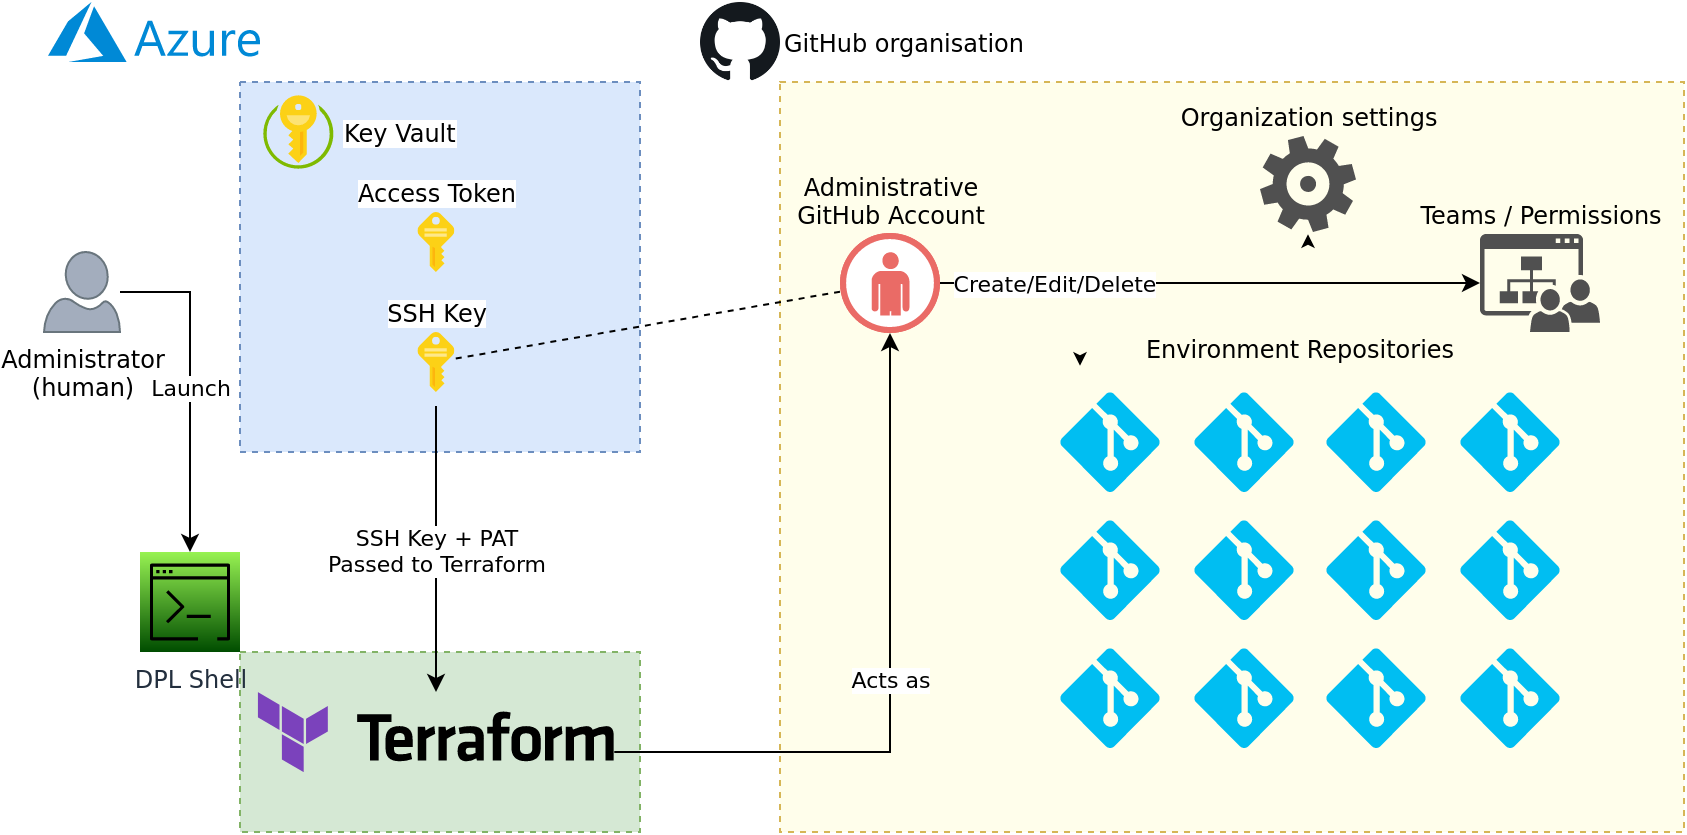 Azure
GitHub organisation
Key Vault
Access Token
SSH Key
Administrator
(human)
Launch
SSH Key + PAT
Passed to Terraform
DPL Shell
Terraform
Administrative
GitHub Account
Organization settings
Teams / Permissions
Create/Edit/Delete
Environment Repositories
Acts as